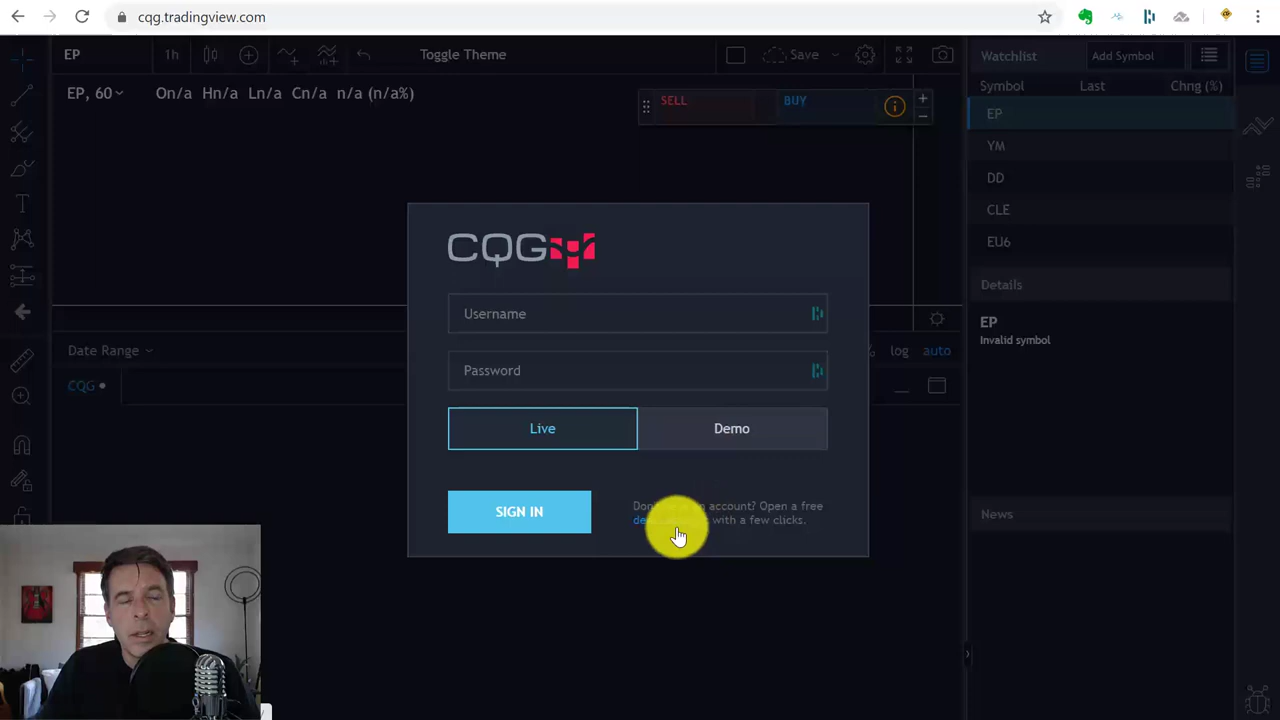 cqg.tradingview.com
EP
1h
Toggle Theme
Save
Watchlist
Add Symbol
EP, 60
On/a Hn/a Ln/a Cn/a n/a (n/a%)
SELL
BUY
Symbol
Last
Chng (%)
EP
YM
DD
CLE
EU6
CQG
Username
Password
Live
Demo
SIGN IN
account? Open a free
with a few clicks.
Details
EP
Invalid symbol
Date Range
%
log
auto
CQG
News